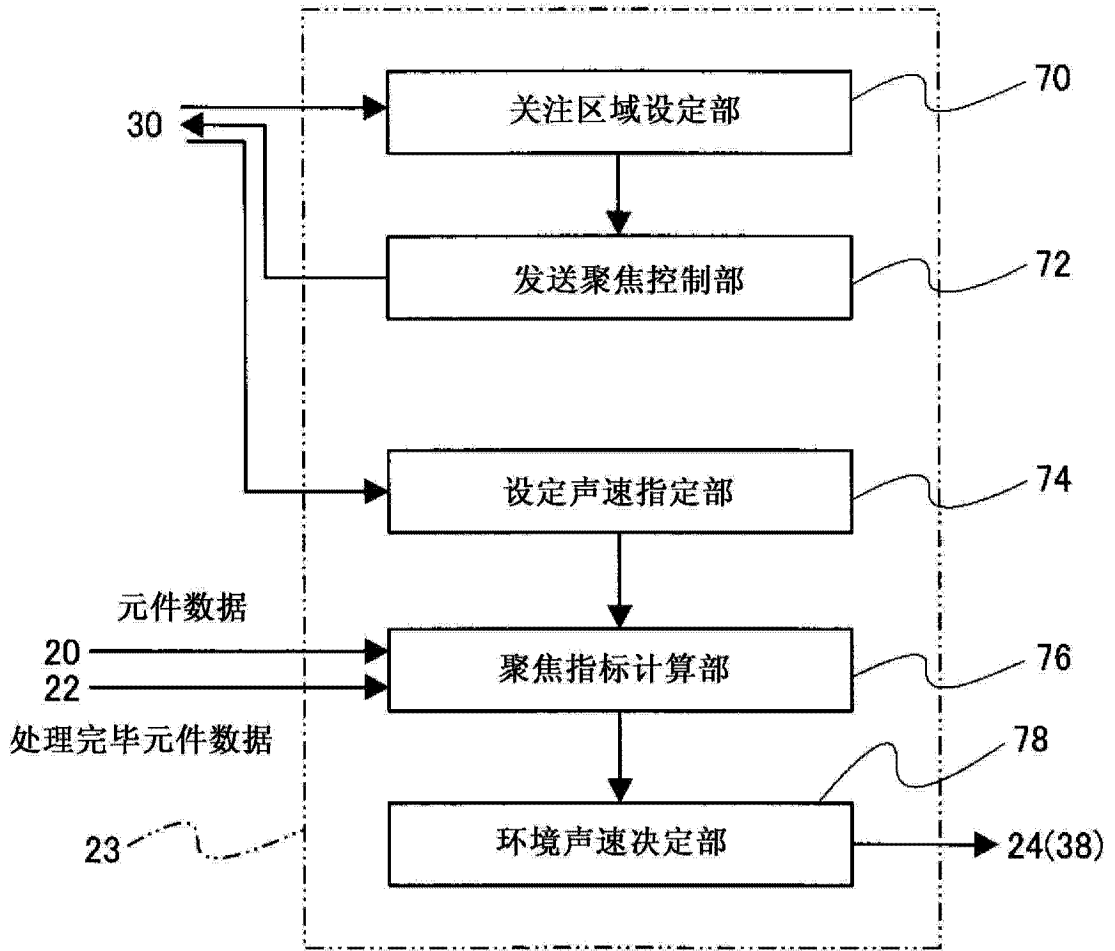 关注区域设定部
70
30
发送聚焦控制部
72
设定声速指定部
74
元件数据
20
22
聚焦指标计算部
76
处理完毕元件数据
78
环境声速决定部
23
24(38)